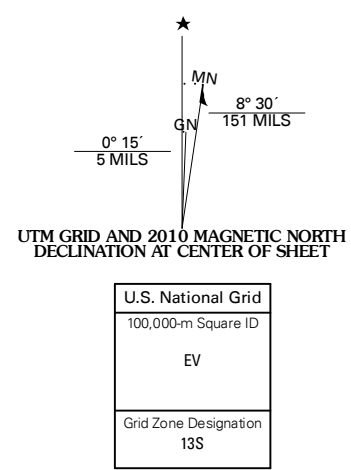 ★
MN
8° 30´
151 MILS
GN
0° 15´
5 MILS
UTM GRID AND 2010 MAGNETIC NORTH
DECLINATION AT CENTER OF SHEET
U.S. National Grid
100,000-m Square ID
EV
Grid Zone Designation
13S